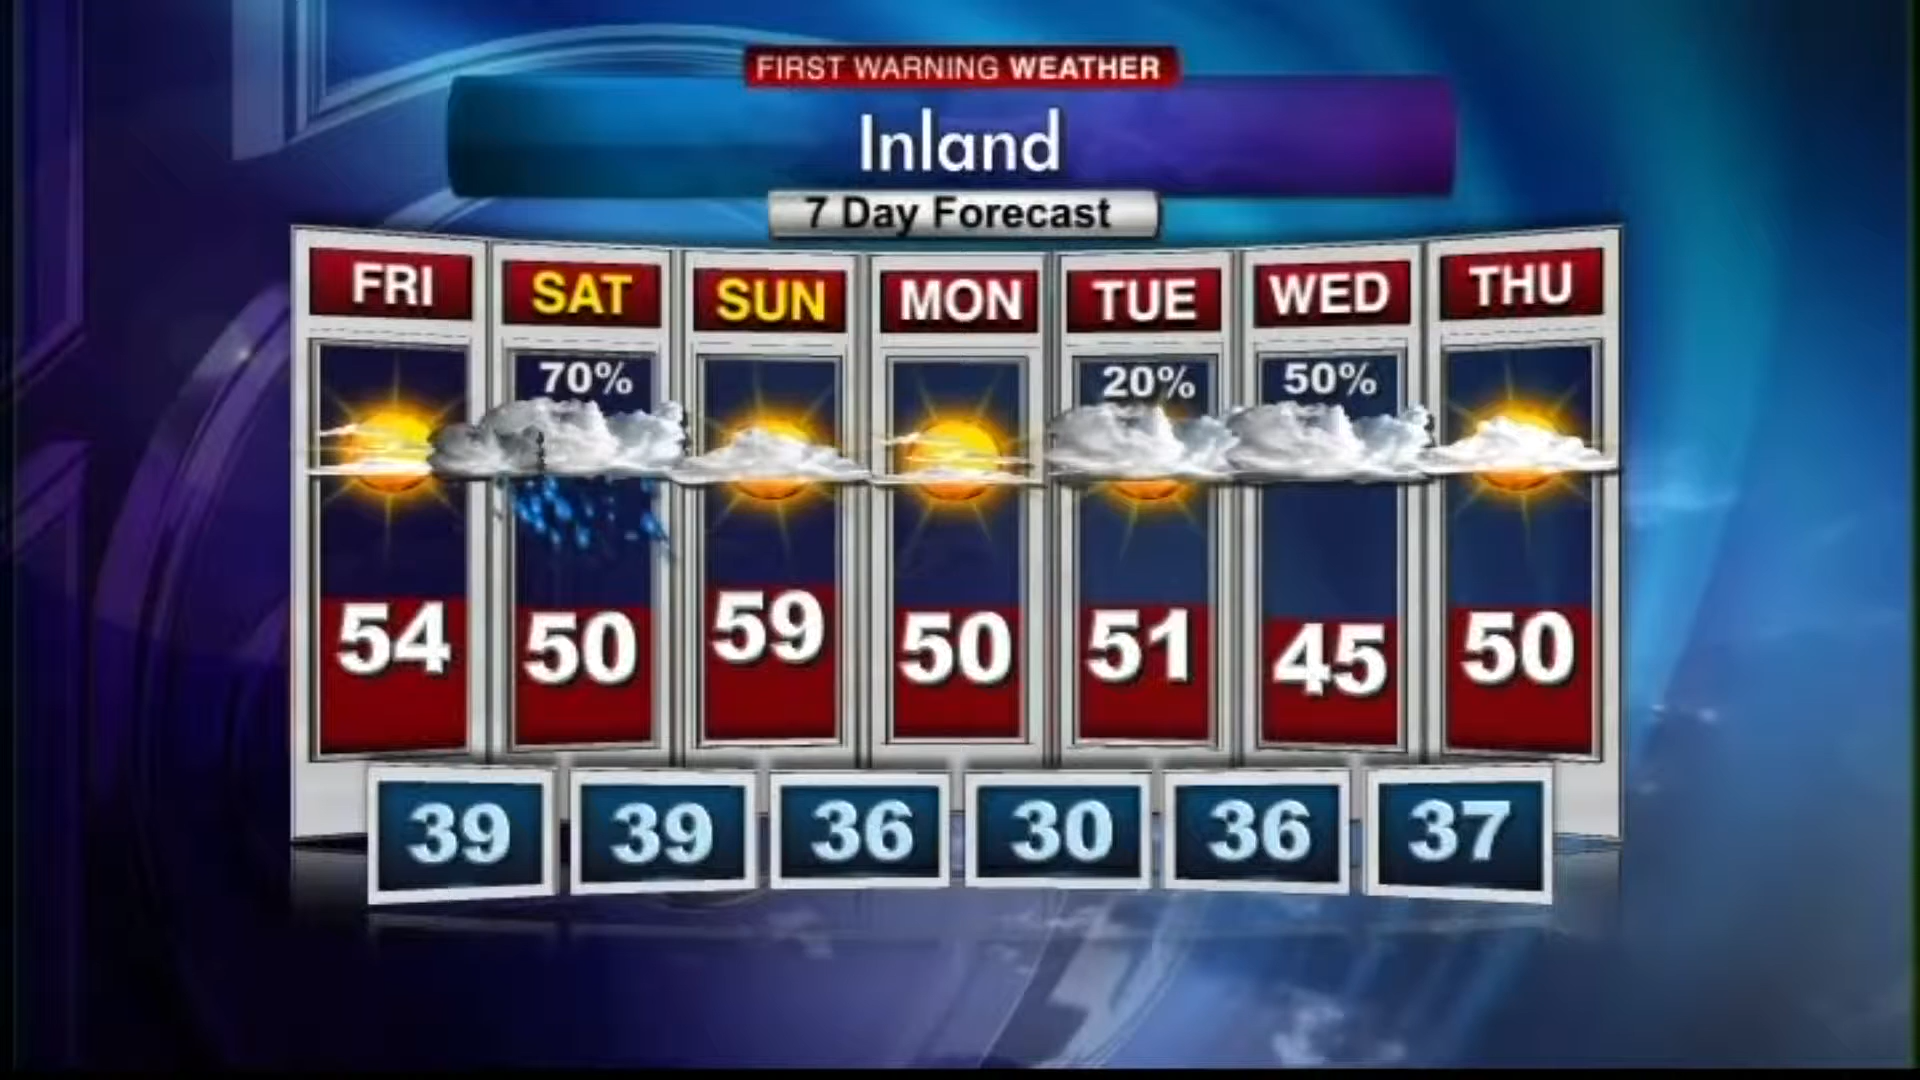 FIRST WARNING WEATHER
Inland
7 Day Forecast
FRI SAT SUN MON TUE WED THU
70% 20% 50%
54 50 59 50 51 45 50
39 39 36 30 36 37